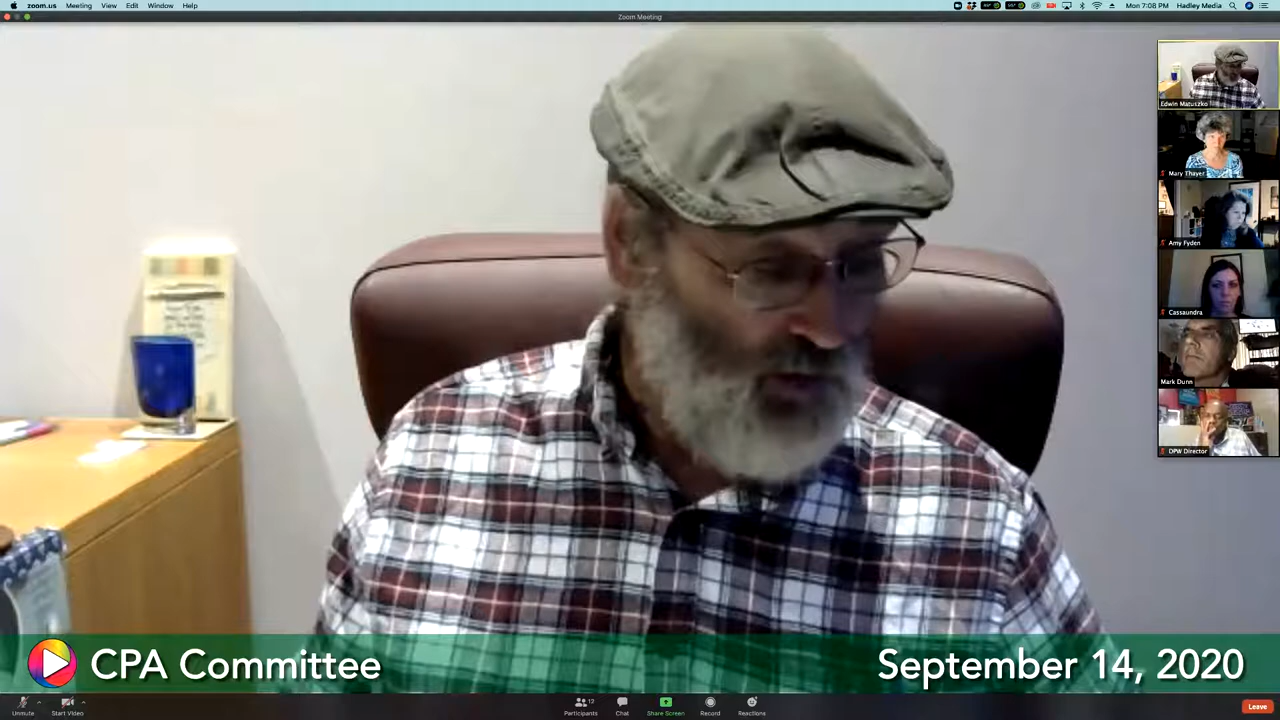 zoom.us Meeting View Edit Window Help
Mon 7:08 PM Hadley Media
Zoom Meeting
Edwin Matuszko
Mary Thayer
Amy Fyden
Cassaundra
Mark Dunn
DPW Director
CPA Committee
September 14, 2020
Unmute
Start Video
Participants
12
Chat
Share Screen
Record
Reactions
Leave